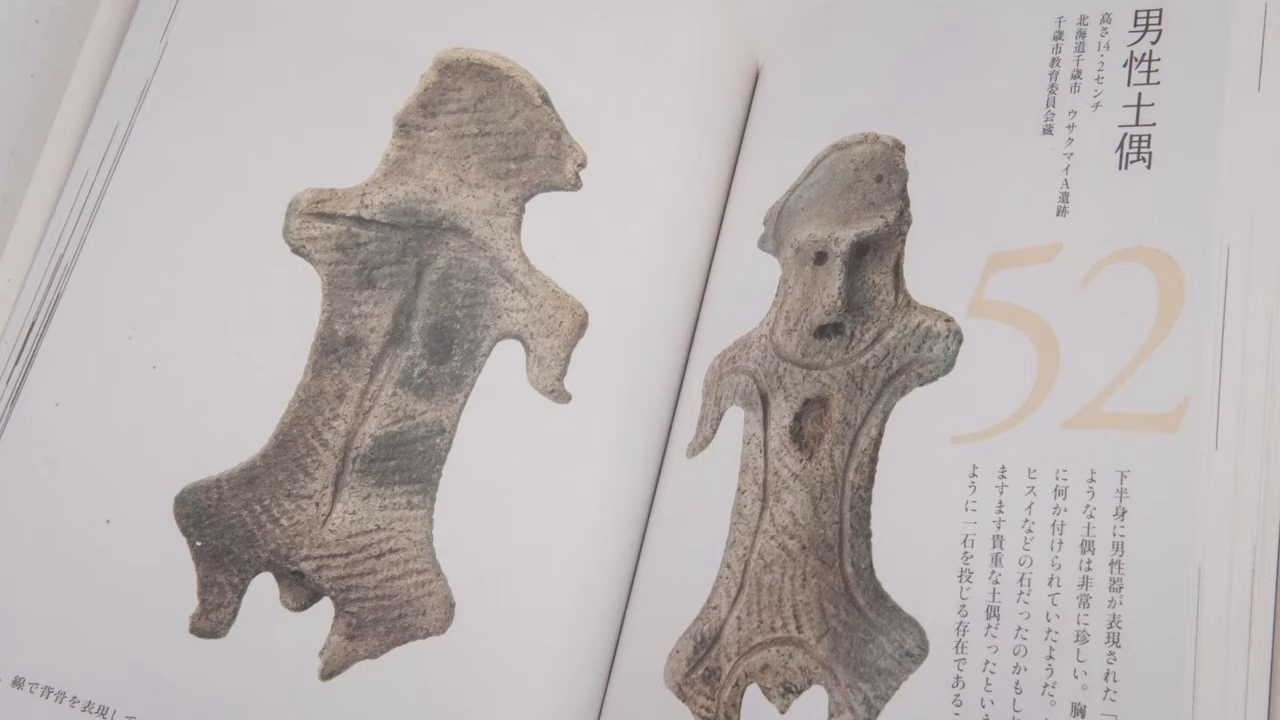 男性土偶
高さ14・2センチ
北海道千歳市　ウサクマイA遺跡
千歳市教育委員会蔵
52
下半身に男性器が表現された「
ような土偶は非常に珍しい。胸
に何か付けられていたようだ。
ヒスイなどの石だったのかもし
ますます貴重な土偶だったとい
ように一石を投じる存在である
線で背骨を表現して